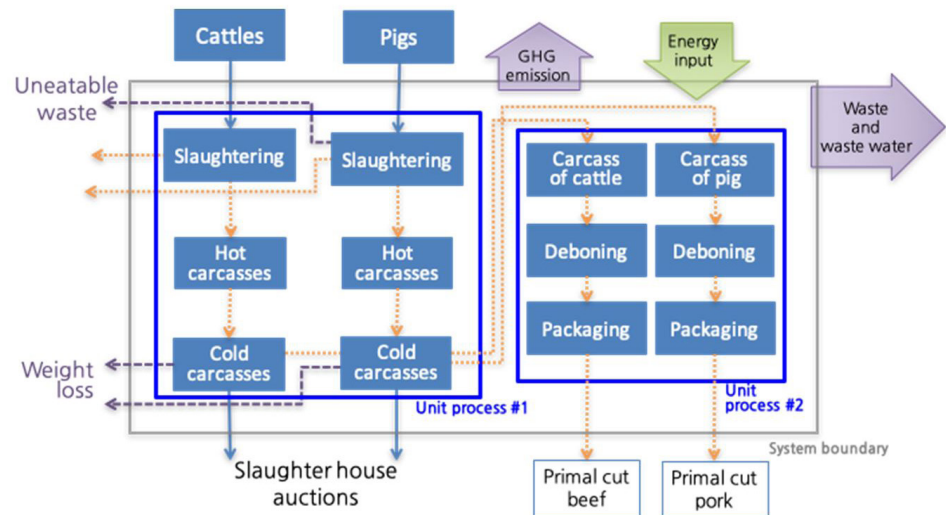 Cattles
Pigs
GHG
emission
Energy
input
Uneatable
waste
Waste
and
waste water
Slaughtering
Slaughtering
Carcass
of cattle
Carcass
of pig
Hot
carcasses
Hot
carcasses
Deboning
Deboning
Packaging
Packaging
Cold
carcasses
Cold
carcasses
Weight
loss
Unit process #1
Unit
process #2
System boundary
Slaughter house
auctions
Primal cut
beef
Primal cut
pork